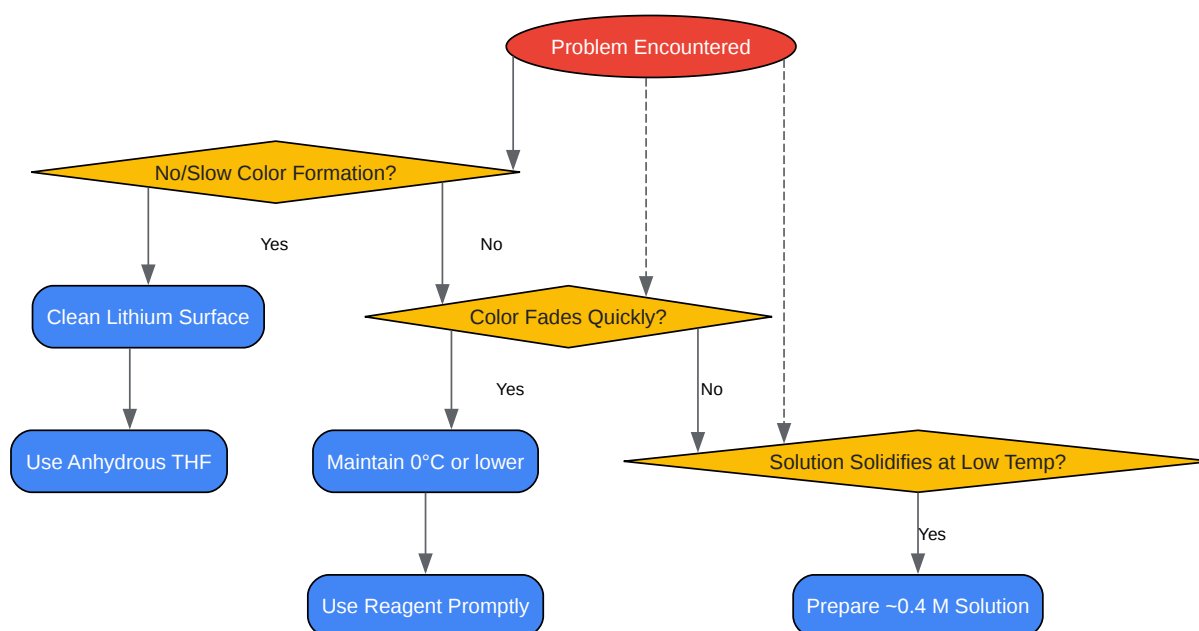 Problem Encountered
No/Slow Color Formation?
Yes
No
Clean Lithium Surface
Color Fades Quickly?
Yes
No
Use Anhydrous THF
Maintain 0°C or lower
Solution Solidifies at Low Temp?
Yes
Use Reagent Promptly
Prepare ~0.4 M Solution